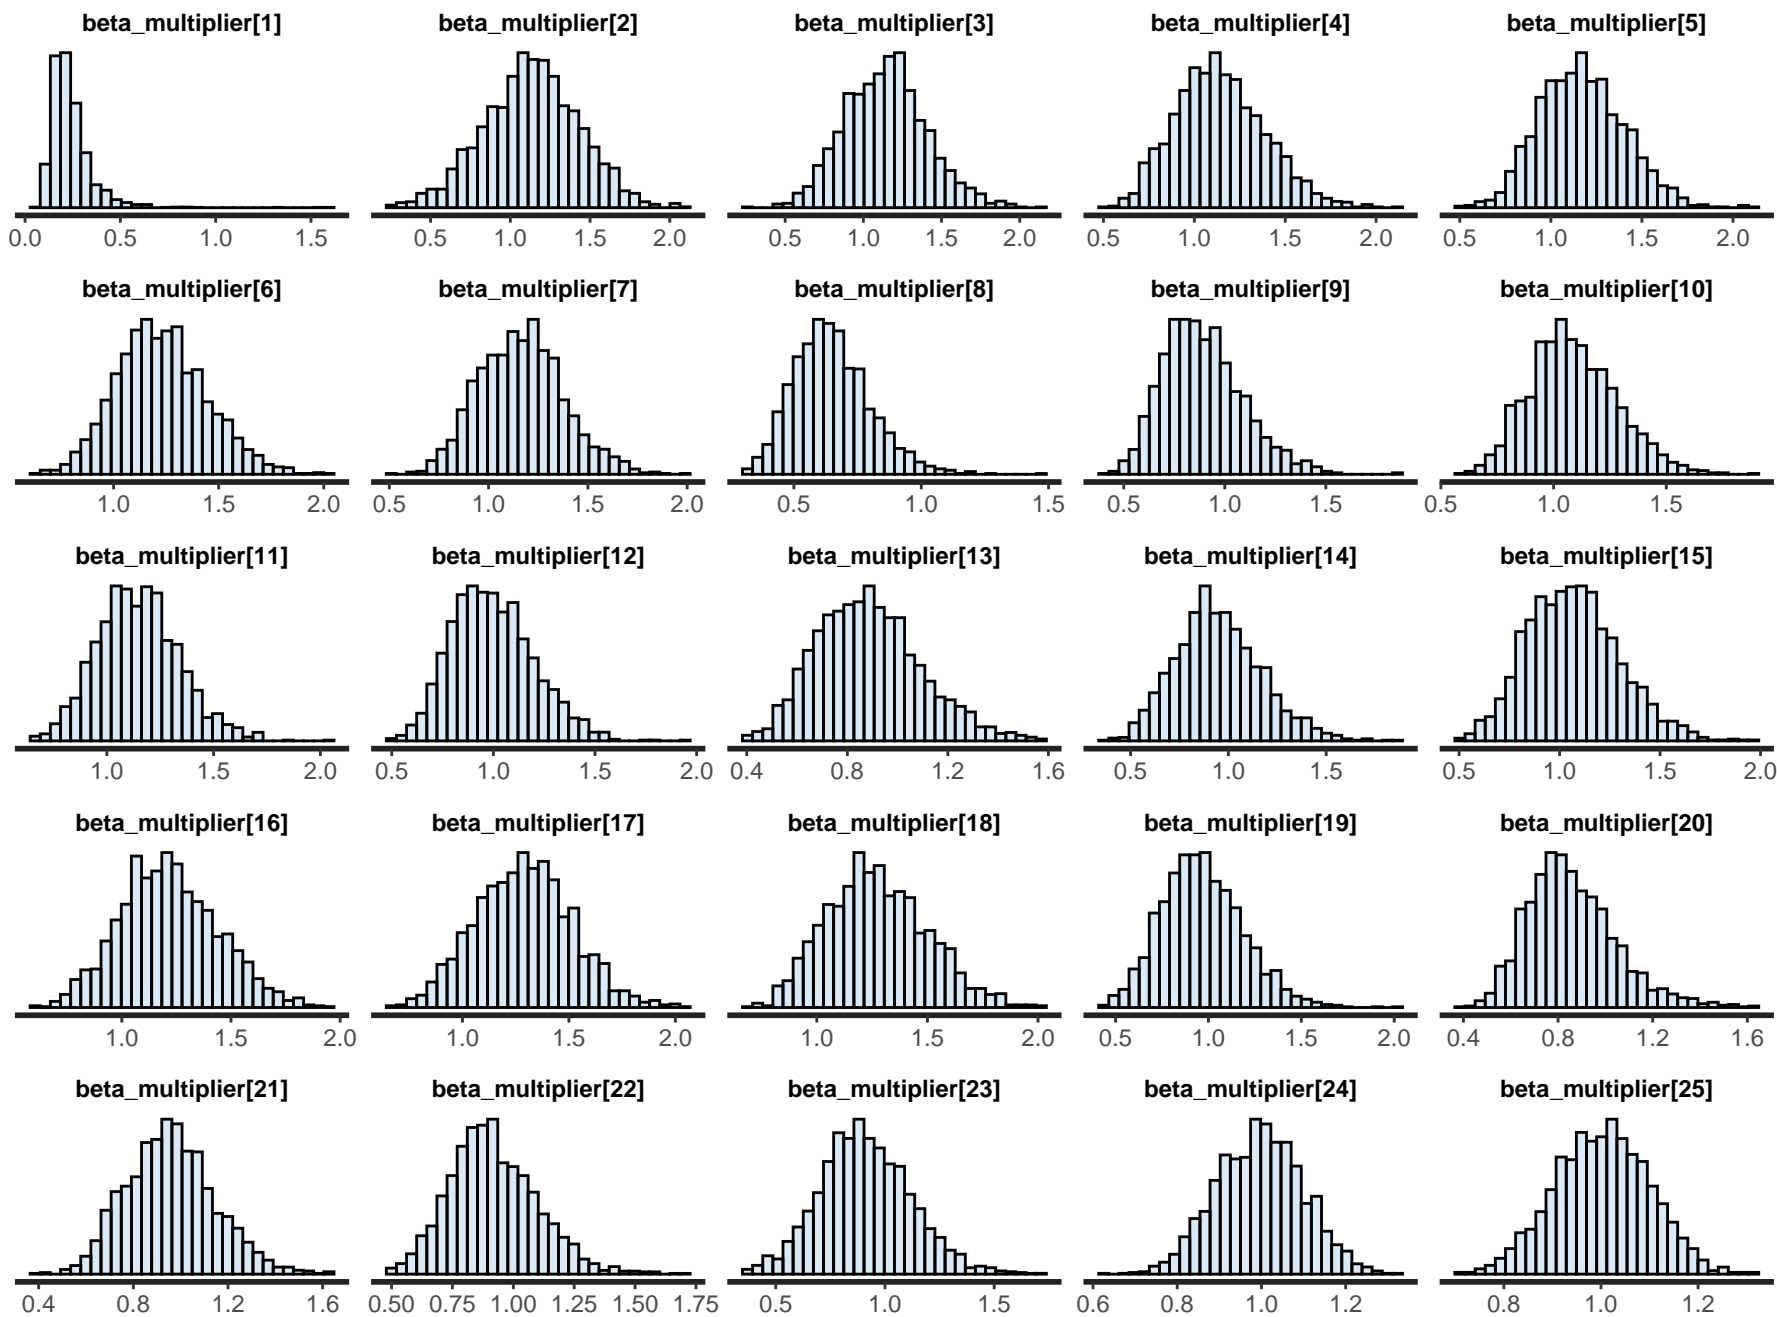 beta_multiplier[1] beta_multiplier[2] beta_multiplier[3] beta_multiplier[4] beta_multiplier[5]
0.0 0.5 1.0 1.5 0.5 1.0 1.5 2.0 0.5 1.0 1.5 2.0 0.5 1.0 1.5 2.0 0.5 1.0 1.5 2.0
beta_multiplier[6] beta_multiplier[7] beta_multiplier[8] beta_multiplier[9] beta_multiplier[10]
1.0 1.5 2.0 0.5 1.0 1.5 2.0 0.5 1.0 1.5 0.5 1.0 1.5 0.5 1.0 1.5
beta_multiplier[11] beta_multiplier[12] beta_multiplier[13] beta_multiplier[14] beta_multiplier[15]
1.0 1.5 2.0 0.5 1.0 1.5 2.0 0.4 0.8 1.2 1.6 0.5 1.0 1.5 0.5 1.0 1.5 2.0
beta_multiplier[16] beta_multiplier[17] beta_multiplier[18] beta_multiplier[19] beta_multiplier[20]
1.0 1.5 2.0 1.0 1.5 2.0 1.0 1.5 2.0 0.5 1.0 1.5 2.0 0.4 0.8 1.2 1.6
beta_multiplier[21] beta_multiplier[22] beta_multiplier[23] beta_multiplier[24] beta_multiplier[25]
0.4 0.8 1.2 1.6 0.50 0.75 1.00 1.25 1.50 1.75 0.5 1.0 1.5 0.6 0.8 1.0 1.2 0.8 1.0 1.2